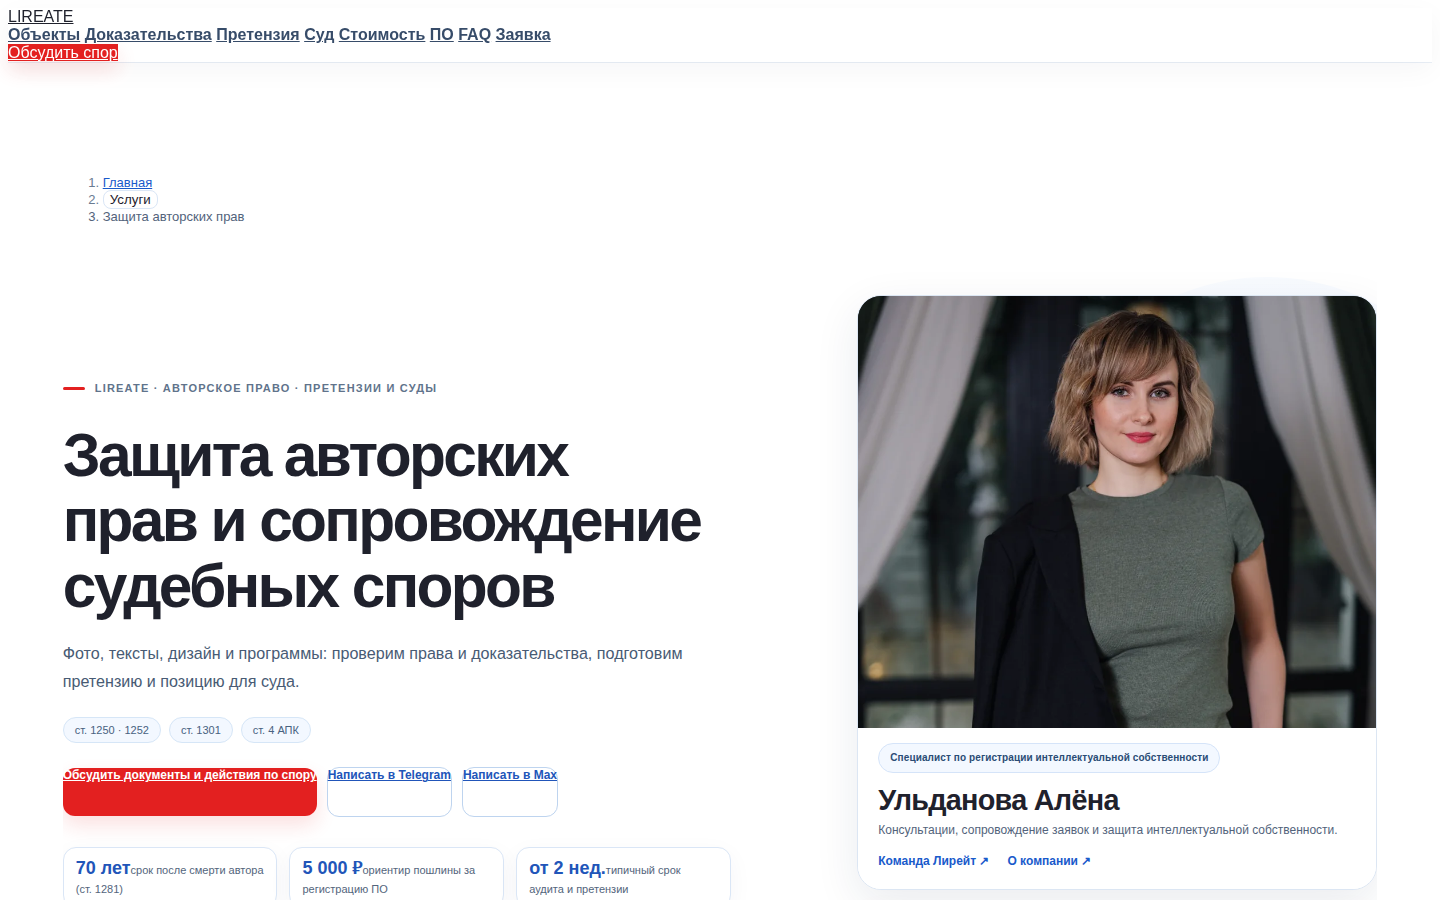 LIREATE
Объекты Доказательства Претензия Суд Стоимость ПО FAQ Заявка
Обсудить спор
1. Главная
2. Услуги
3. Защита авторских прав
LIREATE · АВТОРСКОЕ ПРАВО · ПРЕТЕНЗИИ И СУДЫ
Защита авторских
прав и сопровождение
судебных споров
Фото, тексты, дизайн и программы: проверим права и доказательства, подготовим
претензию и позицию для суда.
ст. 1250 · 1252 ст. 1301 ст. 4 АПК
Обсудить документы и действия по спору Написать в Telegram Написать в Max
70 лет срок после смерти автора
(ст. 1281)
5 000 ₽ ориентир пошлины за
регистрацию ПО
от 2 нед. типичный срок
аудита и претензии
Специалист по регистрации интеллектуальной собственности
Ульданова Алёна
Консультации, сопровождение заявок и защита интеллектуальной собственности.
Команда Лирейт ↗ О компании ↗